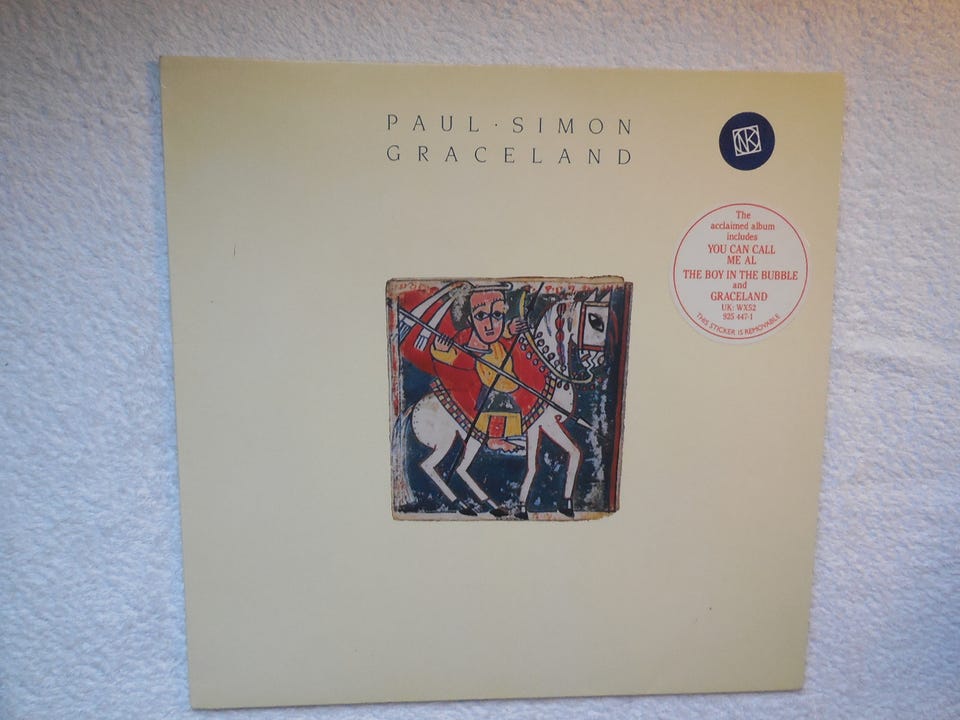 PAUL · SIMON
GRACELAND
NK
The
acclaimed album
includes
YOU CAN CALL
ME AL
THE BOY IN THE BUBBLE
and
GRACELAND
UK: WX52
925 447-1
THIS STICKER IS REMOVABLE